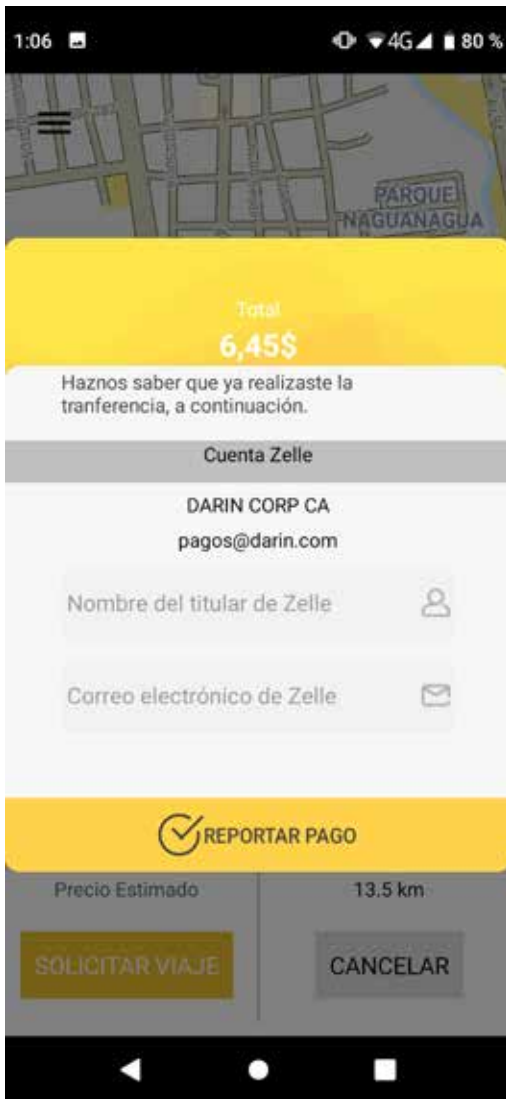 1:06
4G
80 %
PARQUE
NAGUANAGUA
Total
6,45$
Haznos saber que ya realizaste la
tranferencia, a continuación.
Cuenta Zelle
DARIN CORP CA
pagos@darin.com
Nombre del titular de Zelle
Correo electrónico de Zelle
REPORTAR PAGO
Precio Estimado
13.5 km
SOLICITAR VIAJE
CANCELAR